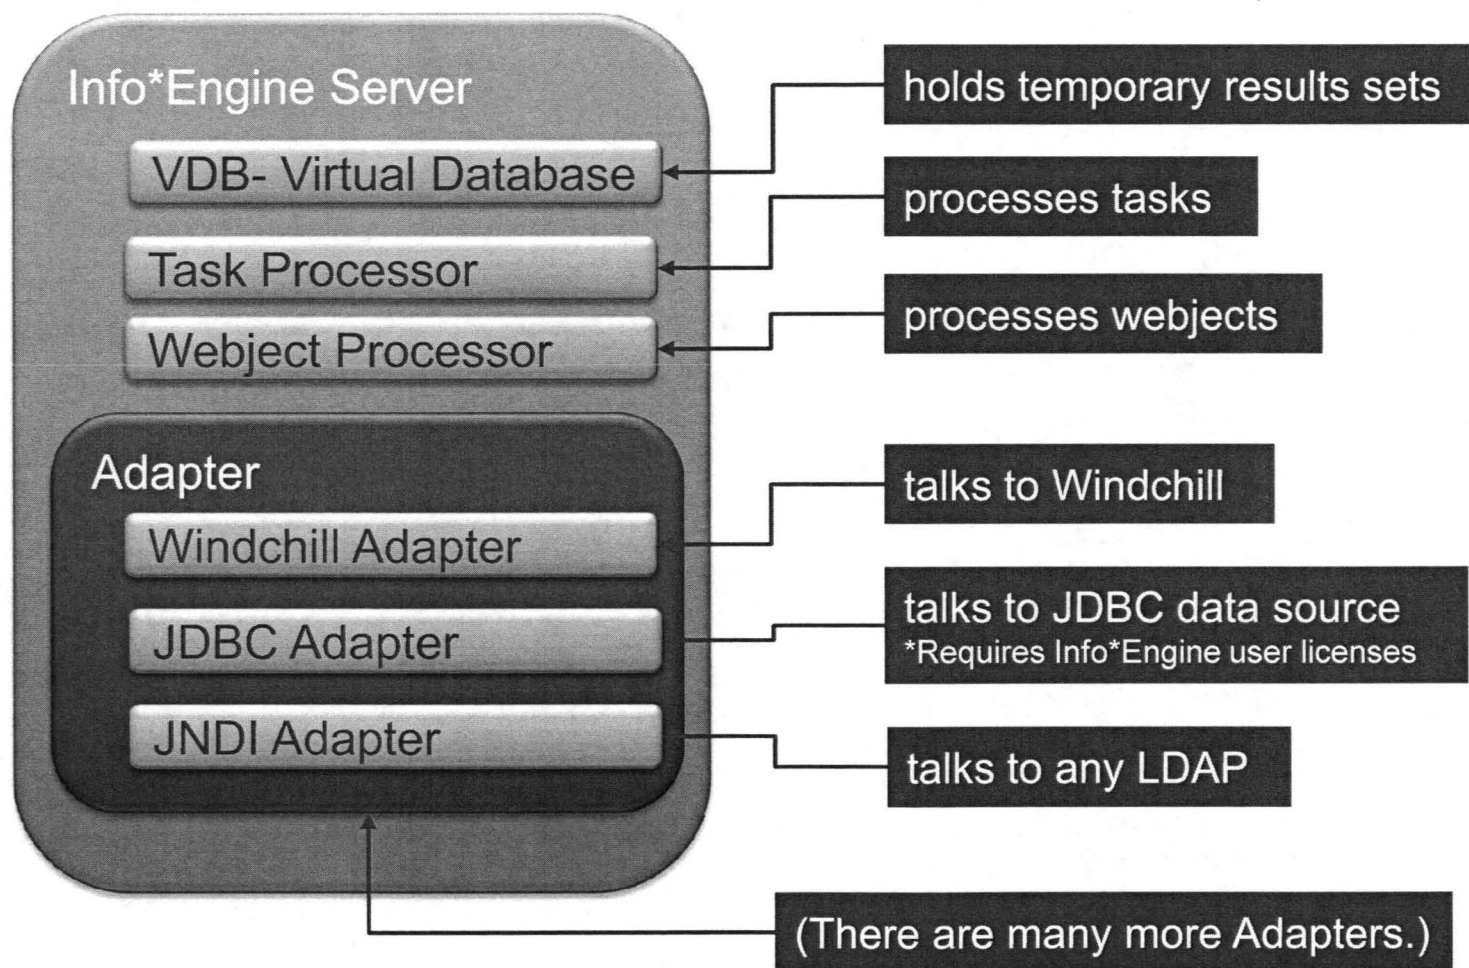 Info*Engine Server
VDB- Virtual Database
Task Processor
Webject Processor
Adapter
Windchill Adapter
JDBC Adapter
JNDI Adapter
holds temporary results sets
processes tasks
processes webjects
talks to Windchill
talks to JDBC data source
*Requires Info*Engine user licenses
talks to any LDAP
(There are many more Adapters.)